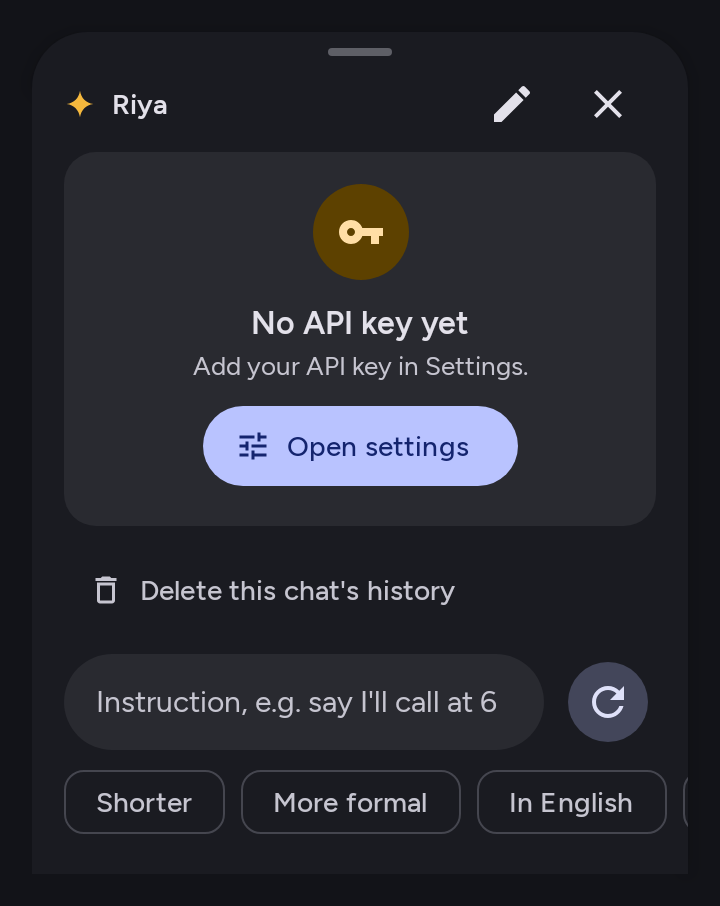 Riya
No API key yet
Add your API key in Settings.
Open settings
Delete this chat's history
Instruction, e.g. say I'll call at 6
Shorter
More formal
In English